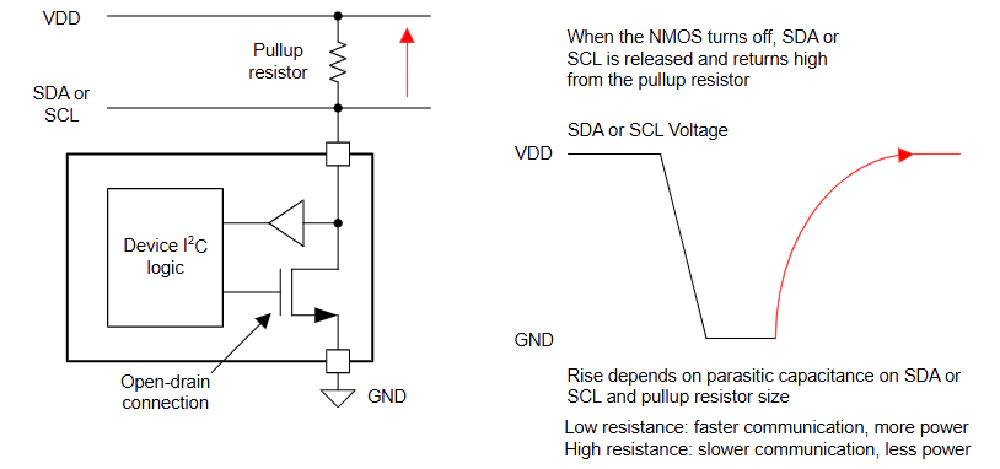 VDD
Pullup
resistor
SDA or
SCL
Device I²C
logic
Open-drain
connection
GND
When the NMOS turns off, SDA or
SCL is released and returns high
from the pullup resistor
SDA or SCL Voltage
VDD
GND
Rise depends on parasitic capacitance on SDA or
SCL and pullup resistor size
Low resistance: faster communication, more power
High resistance: slower communication, less power